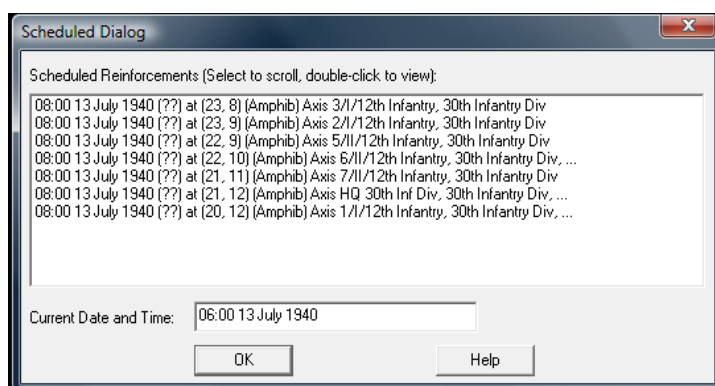 Scheduled Dialog
Scheduled Reinforcements (Select to scroll, double-click to view):
08:00 13 July 1940 (??) at (23, 8) (Amphib) Axis 3/I/12th Infantry, 30th Infantry Div
08:00 13 July 1940 (??) at (23, 9) (Amphib) Axis 2/I/12th Infantry, 30th Infantry Div
08:00 13 July 1940 (??) at (22, 9) (Amphib) Axis 5/II/12th Infantry, 30th Infantry Div
08:00 13 July 1940 (??) at (22, 10) (Amphib) Axis 6/II/12th Infantry, 30th Infantry Div, ...
08:00 13 July 1940 (??) at (21, 11) (Amphib) Axis 7/II/12th Infantry, 30th Infantry Div
08:00 13 July 1940 (??) at (21, 12) (Amphib) Axis HQ 30th Inf Div, 30th Infantry Div, ...
08:00 13 July 1940 (??) at (20, 12) (Amphib) Axis 1/I/12th Infantry, 30th Infantry Div, ...
Current Date and Time: 06:00 13 July 1940
OK Help